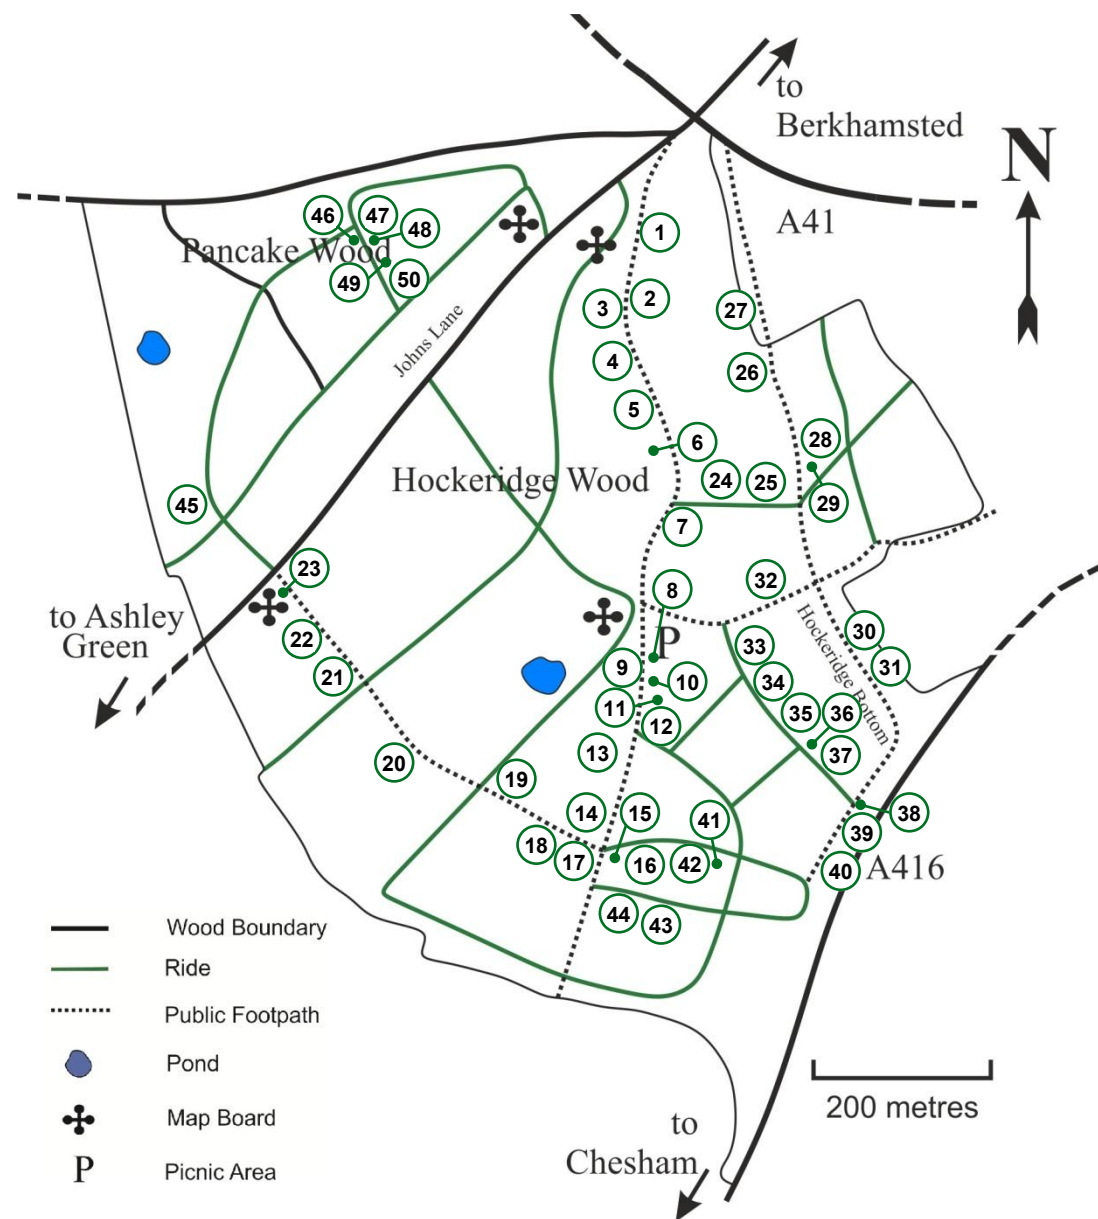 to
Berkhamsted
N
A41
46
47
48
Pancake Wood
49
50
1
2
3
27
Johns Lane
4
26
5
6
28
Hockeridge Wood
24
25
29
45
7
23
32
8
to Ashley
Green
22
30
P
33
31
9
21
10
34
Hockeridge Bottom
11
35
36
12
13
37
20
19
14
15
41
38
39
18
17
16
42
40
A416
44
43
Wood Boundary
Ride
Public Footpath
Pond
Map Board
P
Picnic Area
200 metres
to
Chesham